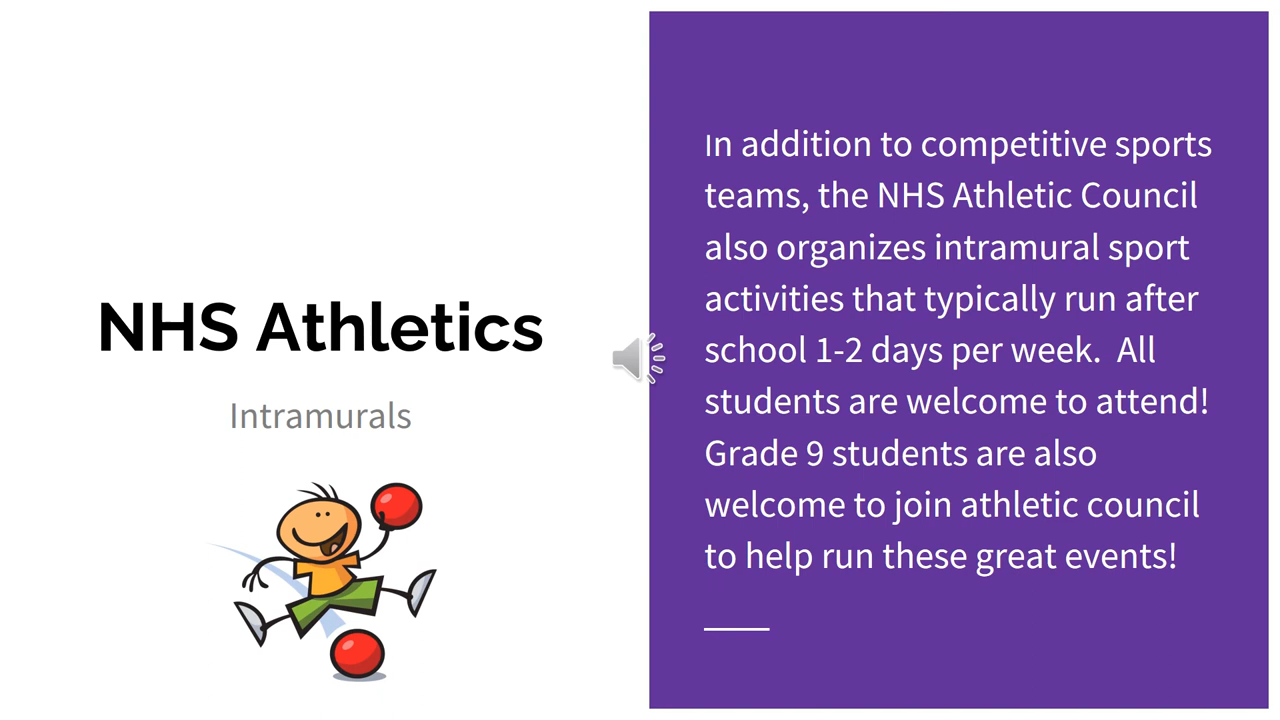 NHS Athletics
Intramurals
In addition to competitive sports
teams, the NHS Athletic Council
also organizes intramural sport
activities that typically run after
school 1-2 days per week.  All
students are welcome to attend!
Grade 9 students are also
welcome to join athletic council
to help run these great events!